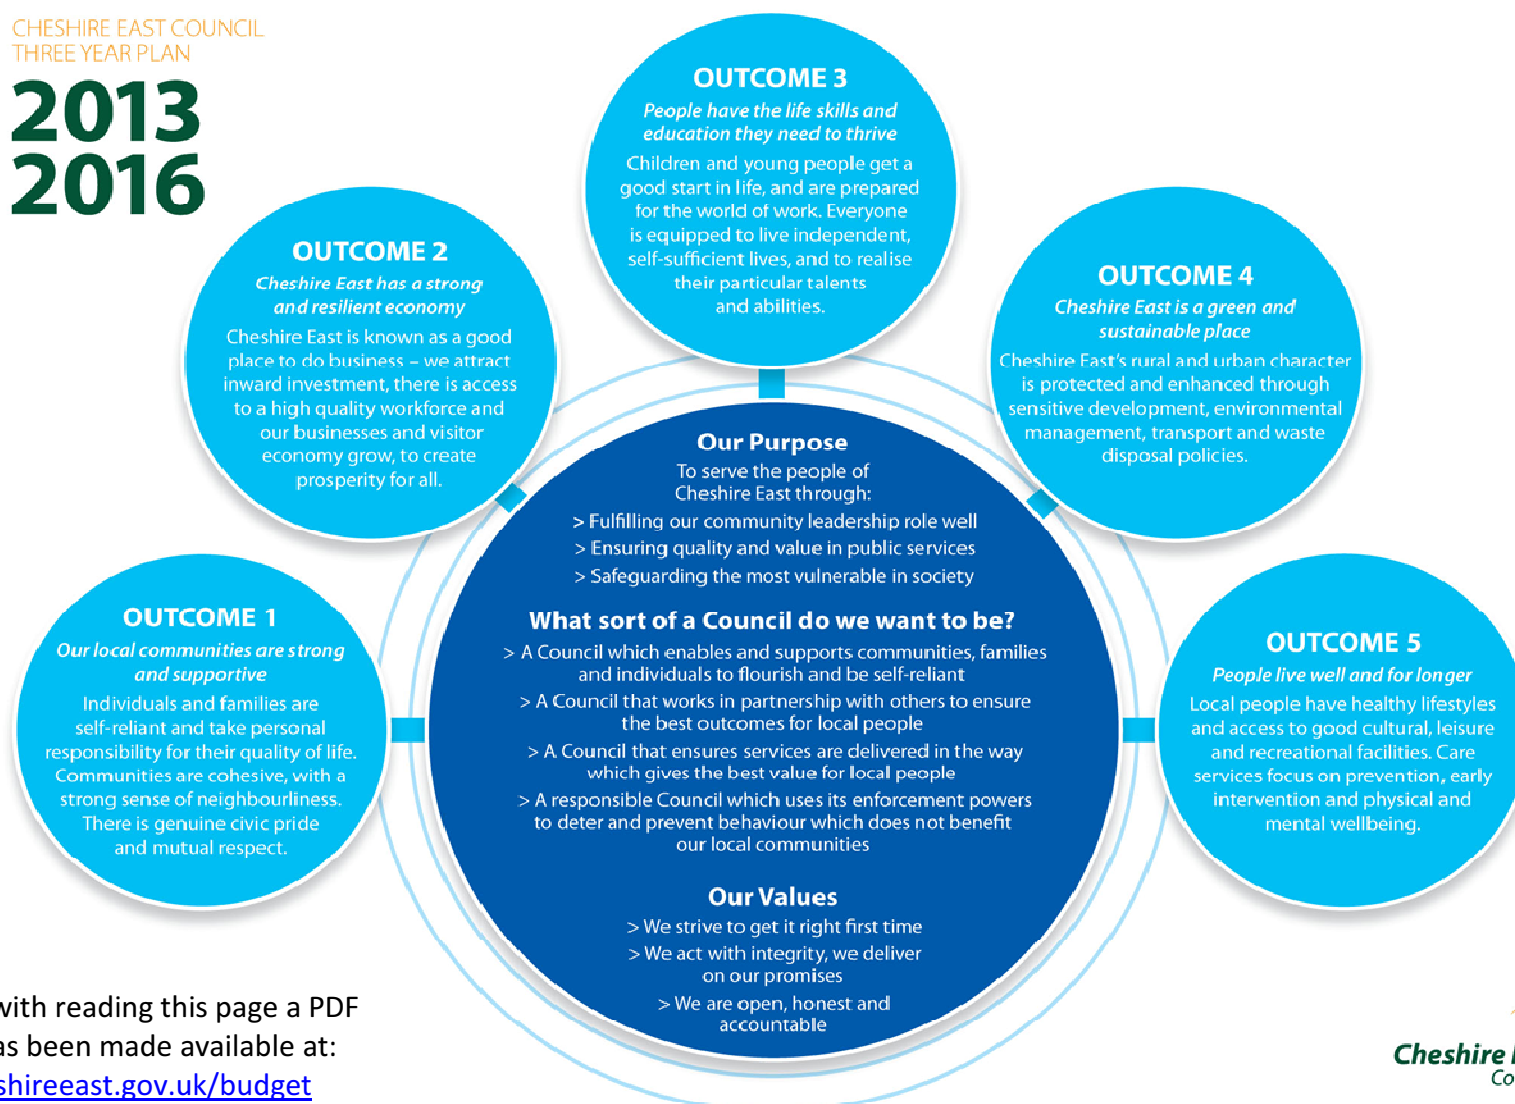 CHESHIRE EAST COUNCIL
THREE YEAR PLAN
2013
2016
OUTCOME 1
Our local communities are strong
and supportive
Individuals and families are
self-reliant and take personal
responsibility for their quality of life.
Communities are cohesive, with a
strong sense of neighbourliness.
There is genuine civic pride
and mutual respect.
OUTCOME 2
Cheshire East has a strong
and resilient economy
Cheshire East is known as a good
place to do business – we attract
inward investment, there is access
to a high quality workforce and
our businesses and visitor
economy grow, to create
prosperity for all.
OUTCOME 3
People have the life skills and
education they need to thrive
Children and young people get a
good start in life, and are prepared
for the world of work. Everyone
is equipped to live independent,
self-sufficient lives, and to realise
their particular talents
and abilities.
OUTCOME 4
Cheshire East is a green and
sustainable place
Cheshire East's rural and urban character
is protected and enhanced through
sensitive development, environmental
management, transport and waste
disposal policies.
OUTCOME 5
People live well and for longer
Local people have healthy lifestyles
and access to good cultural, leisure
and recreational facilities. Care
services focus on prevention, early
intervention and physical and
mental wellbeing.
Our Purpose
To serve the people of
Cheshire East through:
> Fulfilling our community leadership role well
> Ensuring quality and value in public services
> Safeguarding the most vulnerable in society
What sort of a Council do we want to be?
> A Council which enables and supports communities, families
and individuals to flourish and be self-reliant
> A Council that works in partnership with others to ensure
the best outcomes for local people
> A Council that ensures services are delivered in the way
which gives the best value for local people
> A responsible Council which uses its enforcement powers
to deter and prevent behaviour which does not benefit
our local communities
Our Values
> We strive to get it right first time
> We act with integrity, we deliver
on our promises
> We are open, honest and
accountable
with reading this page a PDF
as been made available at:
shireeast.gov.uk/budget
Cheshire
Co